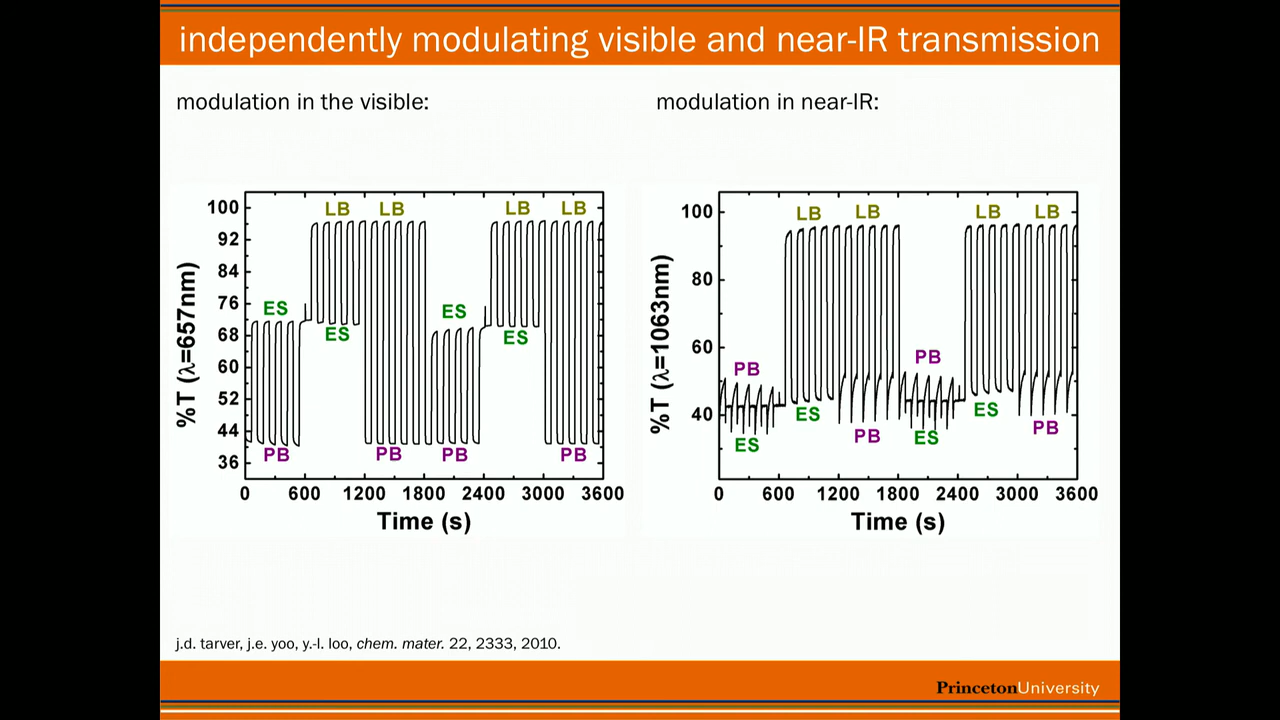 independently modulating visible and near-IR transmission
modulation in the visible:
modulation in near-IR:
%T (λ=657nm)
100
92
84
76
68
60
52
44
36
LB LB LB LB
ES ES
ES ES
PB PB PB PB
0 600 1200 1800 2400 3000 3600
Time (s)
%T (λ=1063nm)
100
80
60
40
LB LB LB LB
PB PB
ES ES
ES PB ES PB
0 600 1200 1800 2400 3000 3600
Time (s)
j.d. tarver, j.e. yoo, y.-l. loo, chem. mater. 22, 2333, 2010.
PrincetonUniversity